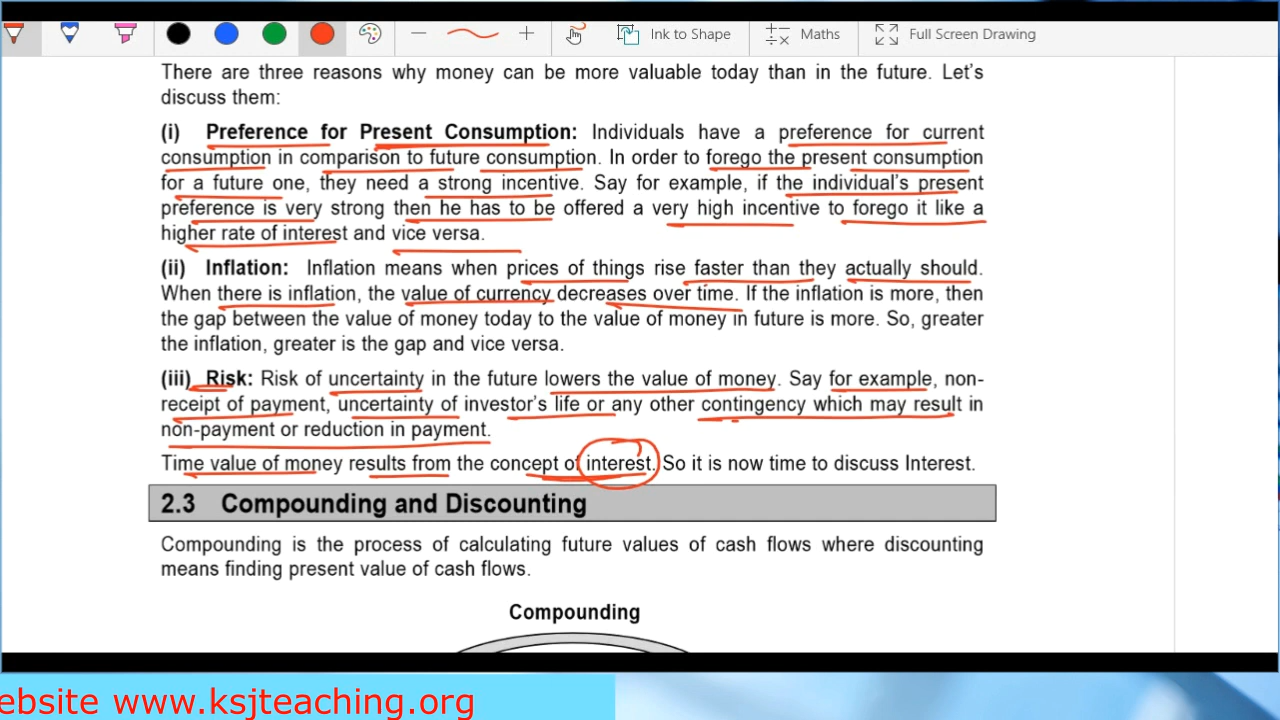 Ink to Shape
Maths
Full Screen Drawing
There are three reasons why money can be more valuable today than in the future. Let's
discuss them:
(i) Preference for Present Consumption: Individuals have a preference for current
consumption in comparison to future consumption. In order to forego the present consumption
for a future one, they need a strong incentive. Say for example, if the individual's present
preference is very strong then he has to be offered a very high incentive to forego it like a
higher rate of interest and vice versa.
(ii) Inflation: Inflation means when prices of things rise faster than they actually should.
When there is inflation, the value of currency decreases over time. If the inflation is more, then
the gap between the value of money today to the value of money in future is more. So, greater
the inflation, greater is the gap and vice versa.
(iii) Risk: Risk of uncertainty in the future lowers the value of money. Say for example, non-
receipt of payment, uncertainty of investor's life or any other contingency which may result in
non-payment or reduction in payment.
Time value of money results from the concept of interest. So it is now time to discuss Interest.
2.3 Compounding and Discounting
Compounding is the process of calculating future values of cash flows where discounting
means finding present value of cash flows.
Compounding
ebsite www.ksjteaching.org